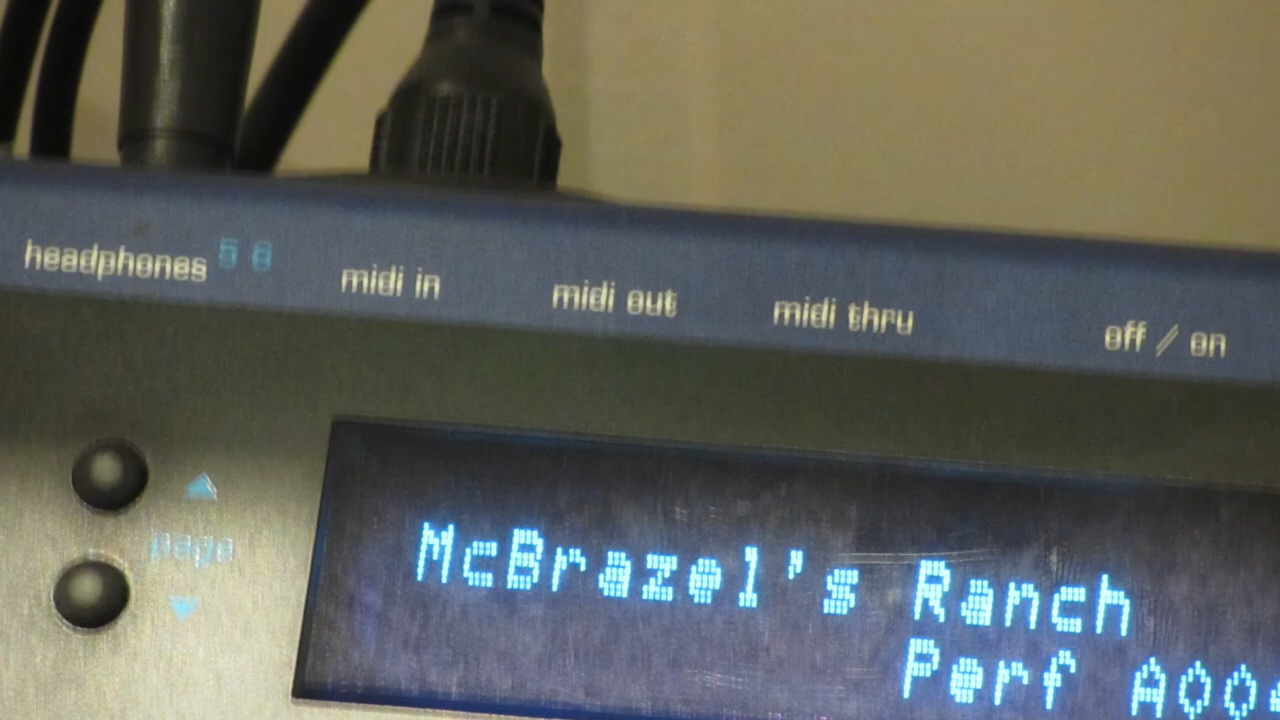 headphones 5 6 midi in midi out midi thru off / on
page
McBrazel's Ranch
Perf